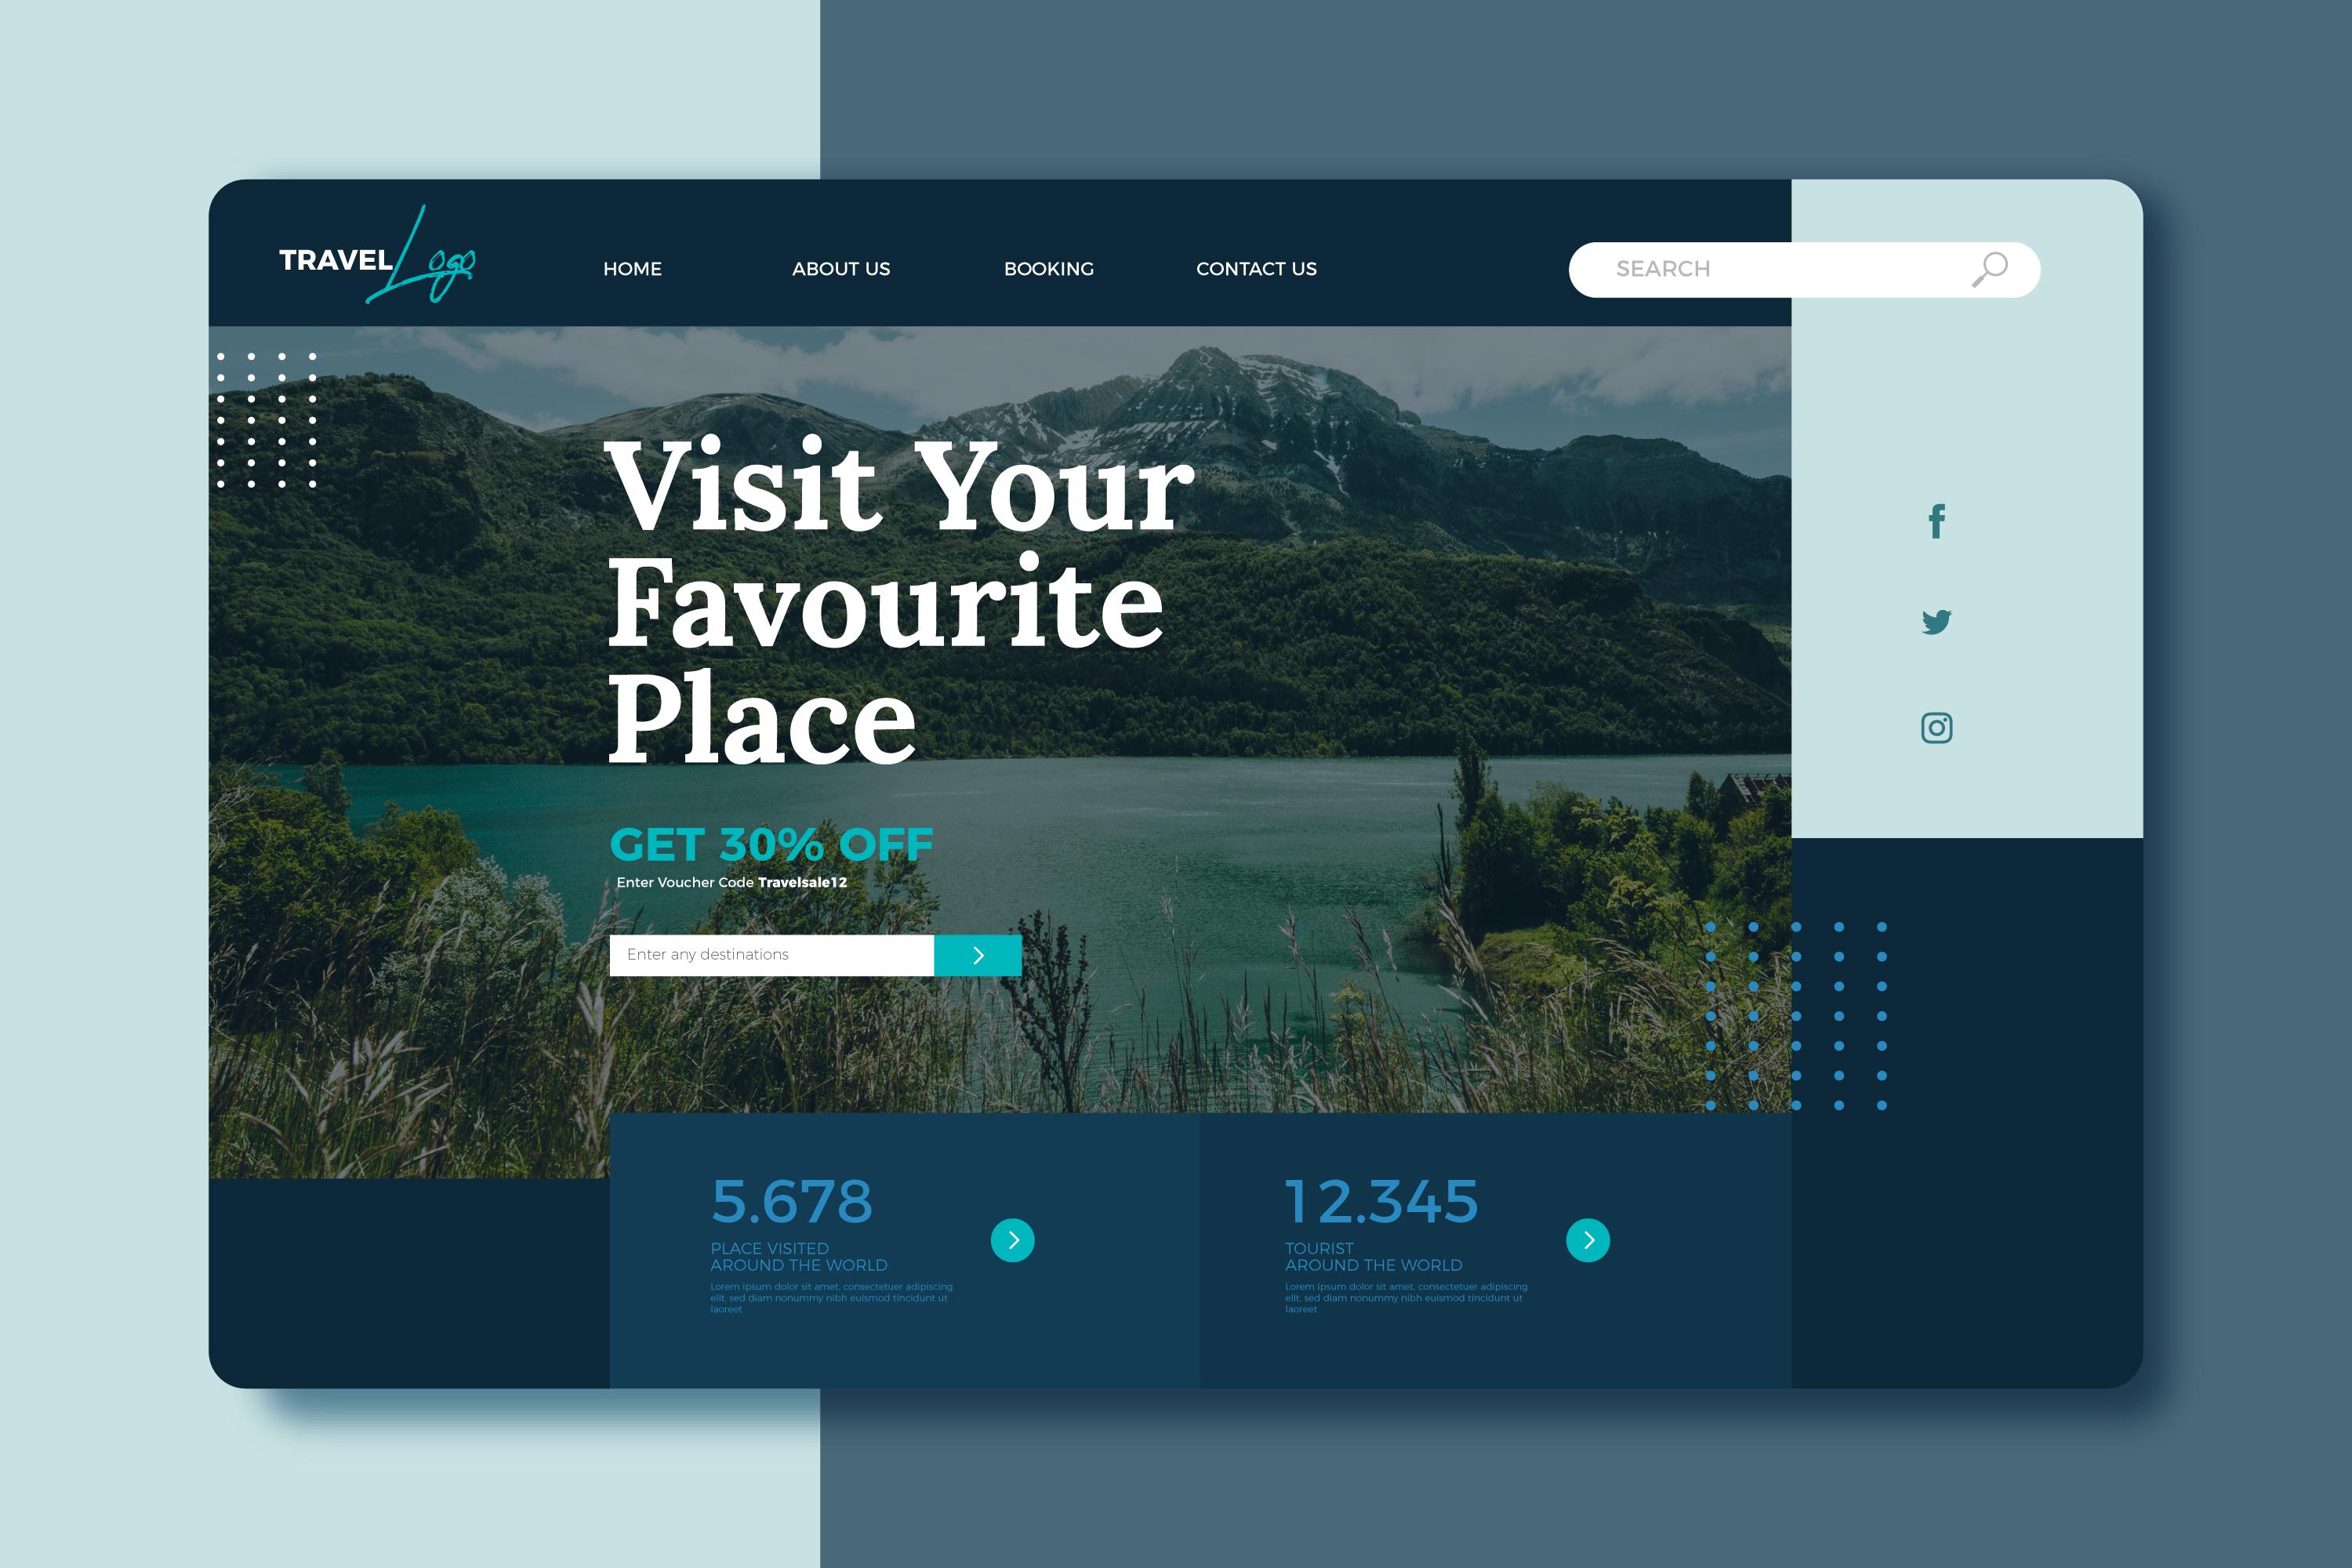 TRAVEL Logo
HOME
ABOUT US
BOOKING
CONTACT US
SEARCH
Visit Your
Favourite
Place
GET 30% OFF
Enter Voucher Code Travelsale12
Enter any destinations
5.678
PLACE VISITED
AROUND THE WORLD
Lorem ipsum dolor sit amet, consectetuer adipiscing
elit, sed diam nonummy nibh euismod tincidunt ut
laoreet
12.345
TOURIST
AROUND THE WORLD
Lorem ipsum dolor sit amet, consectetuer adipiscing
elit, sed diam nonummy nibh euismod tincidunt ut
laoreet